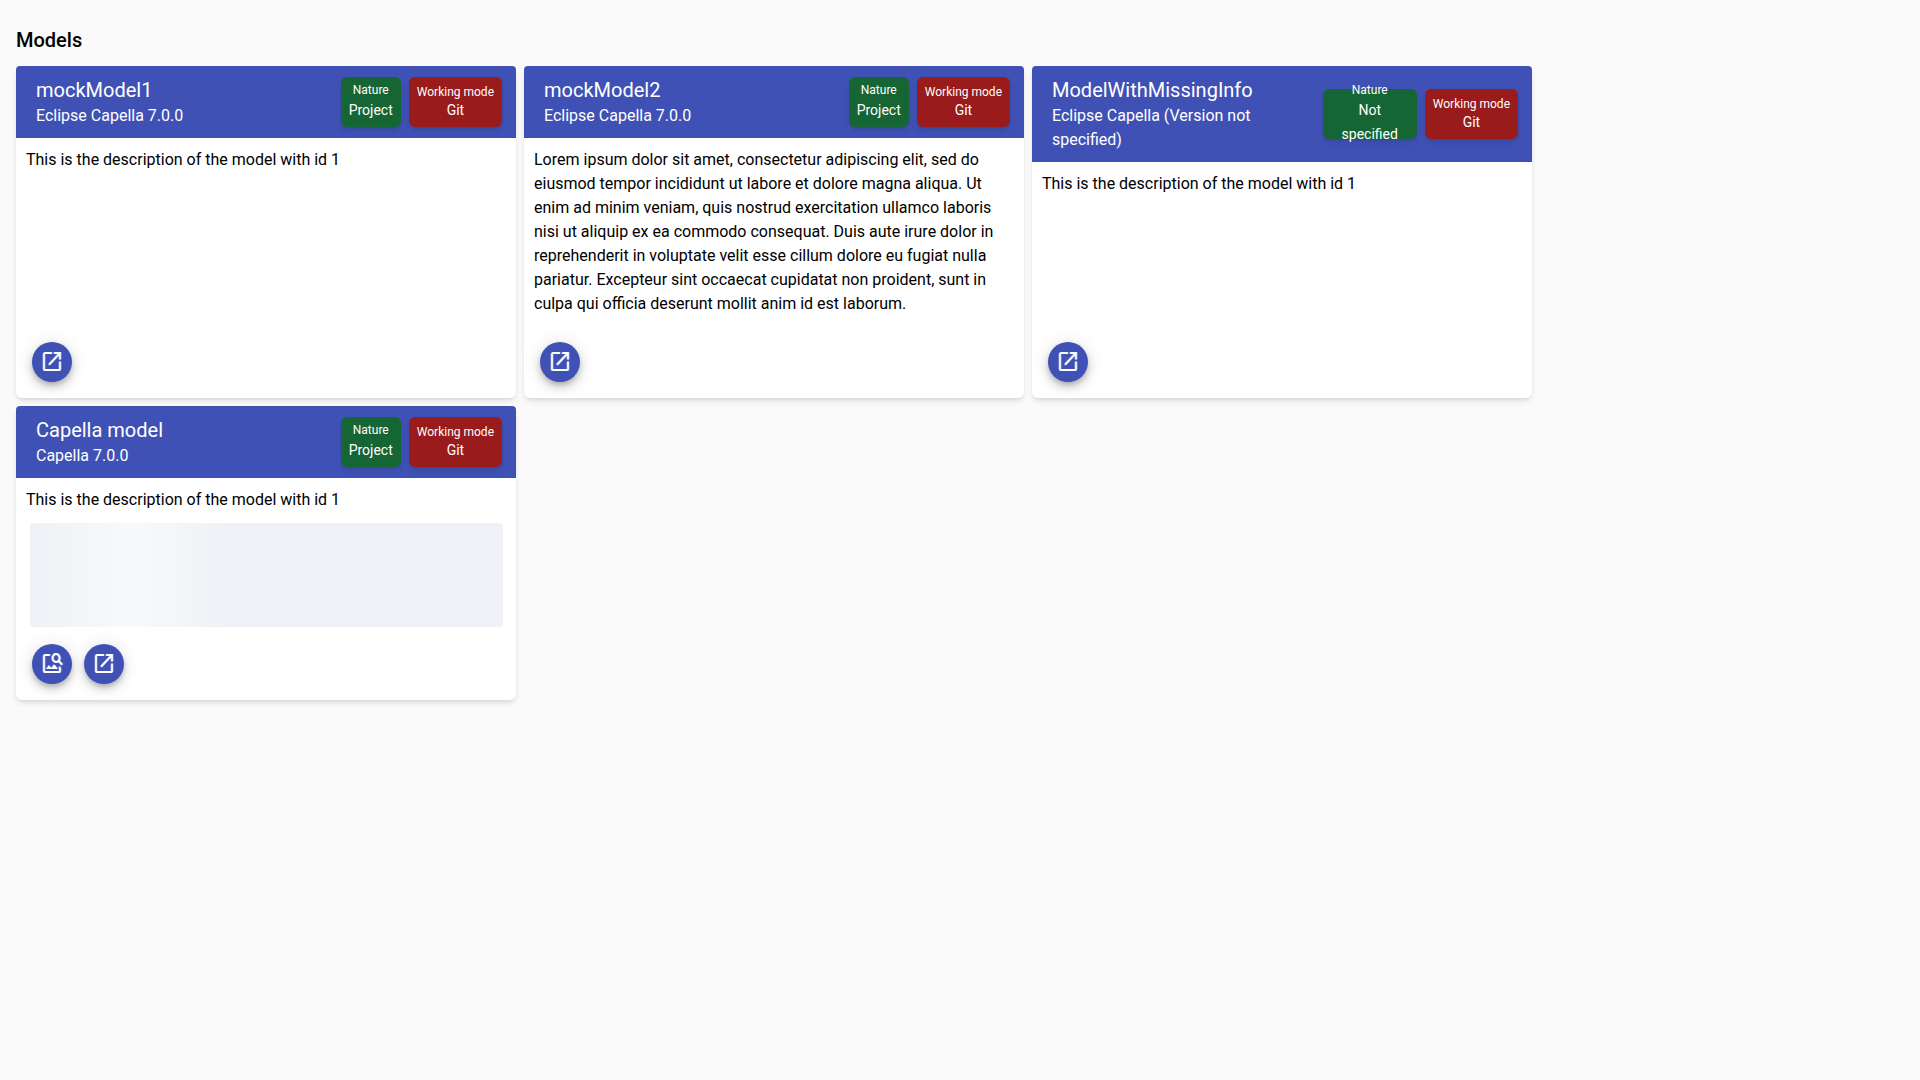 Models
mockModel1
Eclipse Capella 7.0.0
Nature
Project
Working mode
Git
This is the description of the model with id 1
mockModel2
Eclipse Capella 7.0.0
Nature
Project
Working mode
Git
Lorem ipsum dolor sit amet, consectetur adipiscing elit, sed do
eiusmod tempor incididunt ut labore et dolore magna aliqua. Ut
enim ad minim veniam, quis nostrud exercitation ullamco laboris
nisi ut aliquip ex ea commodo consequat. Duis aute irure dolor in
reprehenderit in voluptate velit esse cillum dolore eu fugiat nulla
pariatur. Excepteur sint occaecat cupidatat non proident, sunt in
culpa qui officia deserunt mollit anim id est laborum.
ModelWithMissingInfo
Eclipse Capella (Version not
specified)
Nature
Not
specified
Working mode
Git
This is the description of the model with id 1
Capella model
Capella 7.0.0
Nature
Project
Working mode
Git
This is the description of the model with id 1